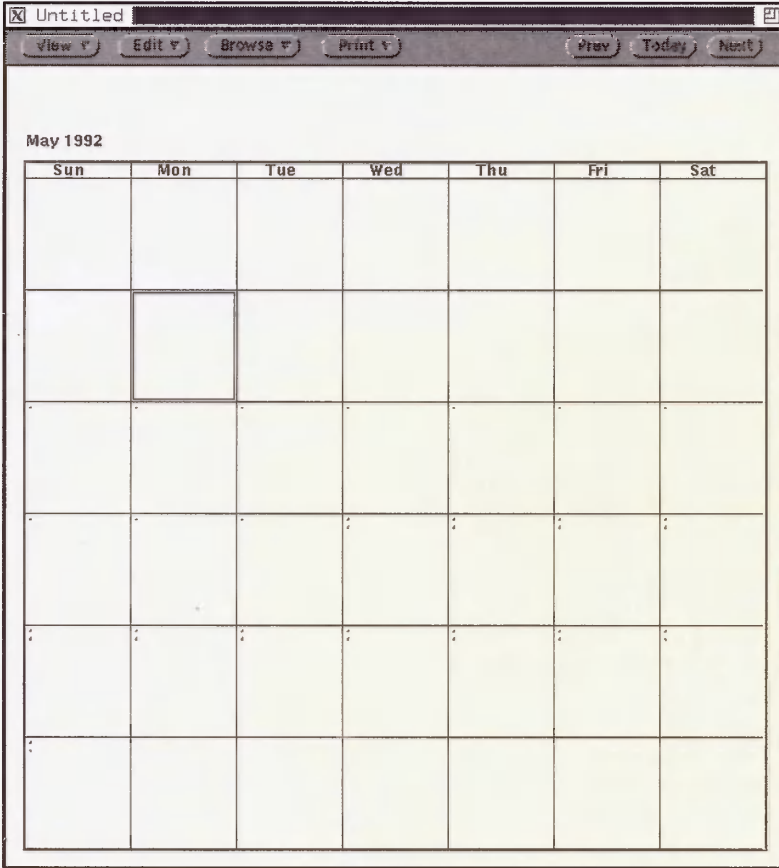 Untitled
View Edit Browse Print Prev Today Next
May 1992
Sun Mon Tue Wed Thu Fri Sat